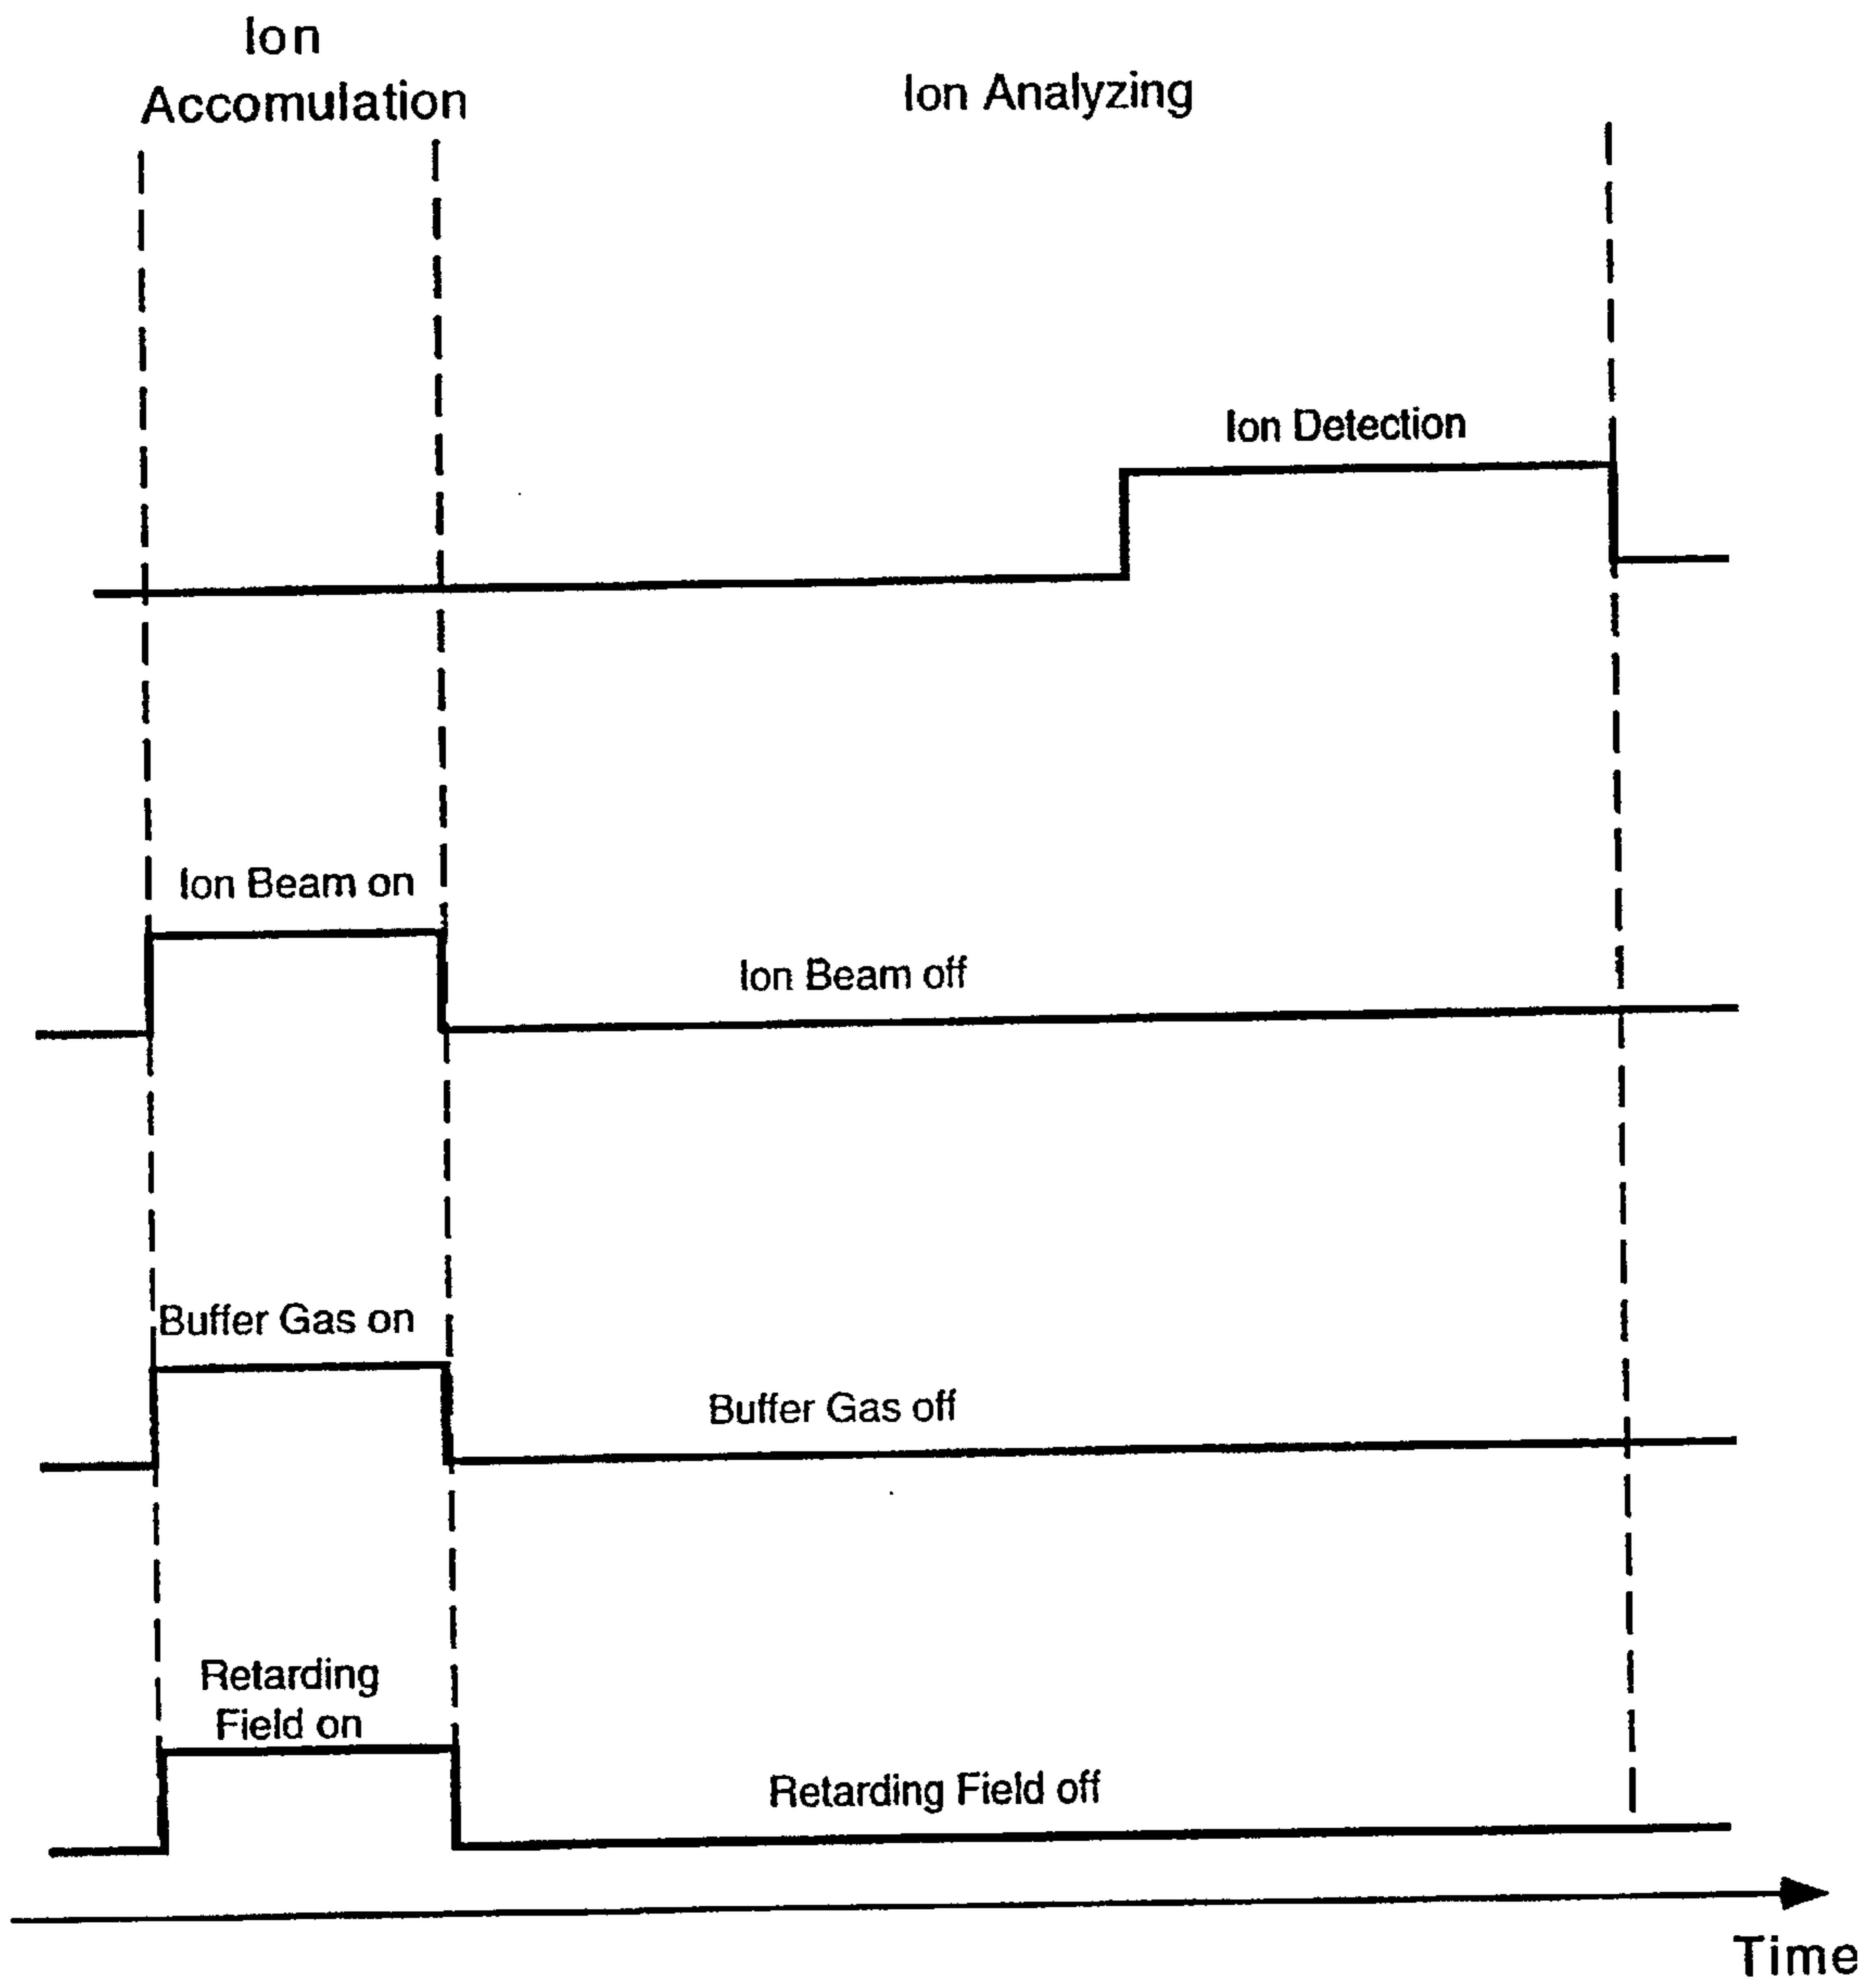 Ion
Accomulation
Ion Analyzing
Ion Detection
Ion Beam on
Ion Beam off
Buffer Gas on
Buffer Gas off
Retarding
Field on
Retarding Field off
Time